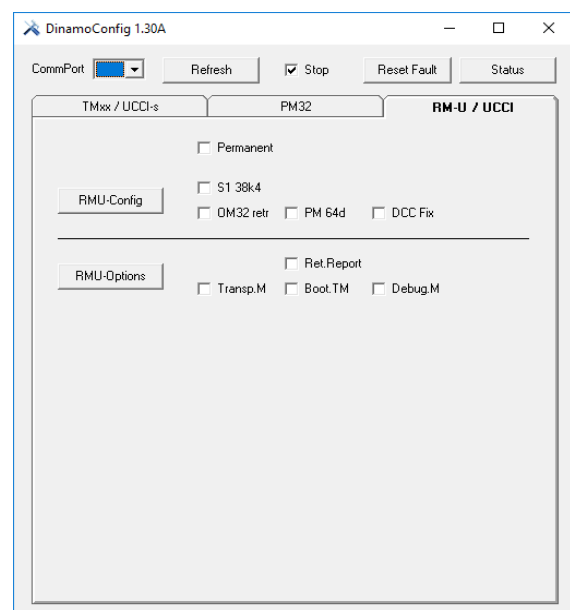 DinamoConfig 1.30A
CommPort Refresh Stop Reset Fault Status
TMxx / UCCI-s PM32 RM-U / UCCI
Permanent
RMU-Config S1 38k4
OM32 retr PM 64d DCC Fix
RMU-Options Ret.Report
Transp.M Boot.TM Debug.M